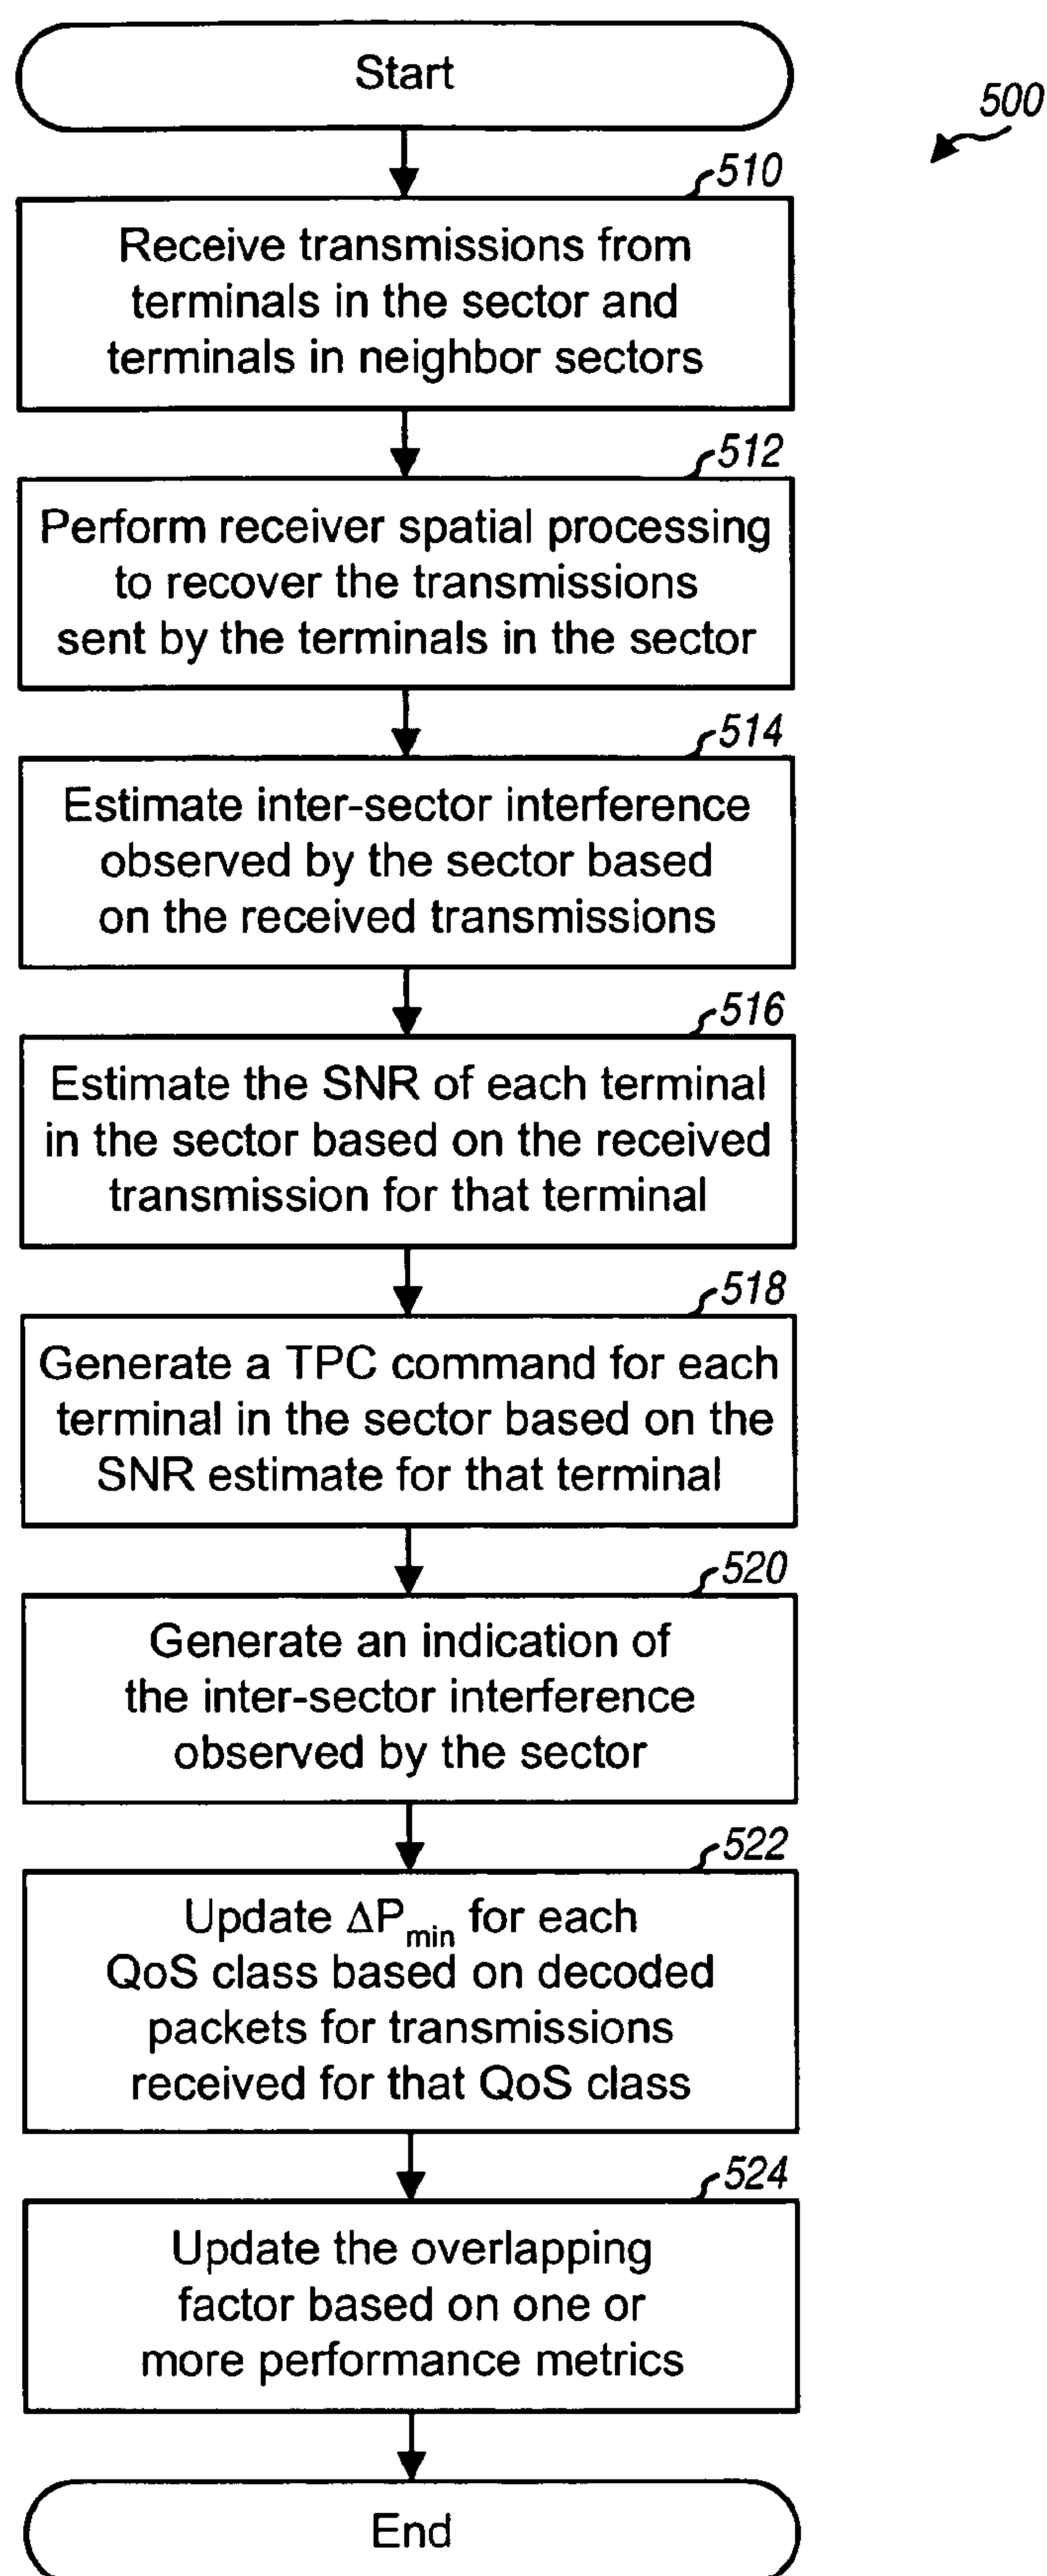 Start
500
510
Receive transmissions from
terminals in the sector and
terminals in neighbor sectors
512
Perform receiver spatial processing
to recover the transmissions
sent by the terminals in the sector
514
Estimate inter-sector interference
observed by the sector based
on the received transmissions
516
Estimate the SNR of each terminal
in the sector based on the received
transmission for that terminal
518
Generate a TPC command for each
terminal in the sector based on the
SNR estimate for that terminal
520
Generate an indication of
the inter-sector interference
observed by the sector
522
Update ΔPmin for each
QoS class based on decoded
packets for transmissions
received for that QoS class
524
Update the overlapping
factor based on one or
more performance metrics
End